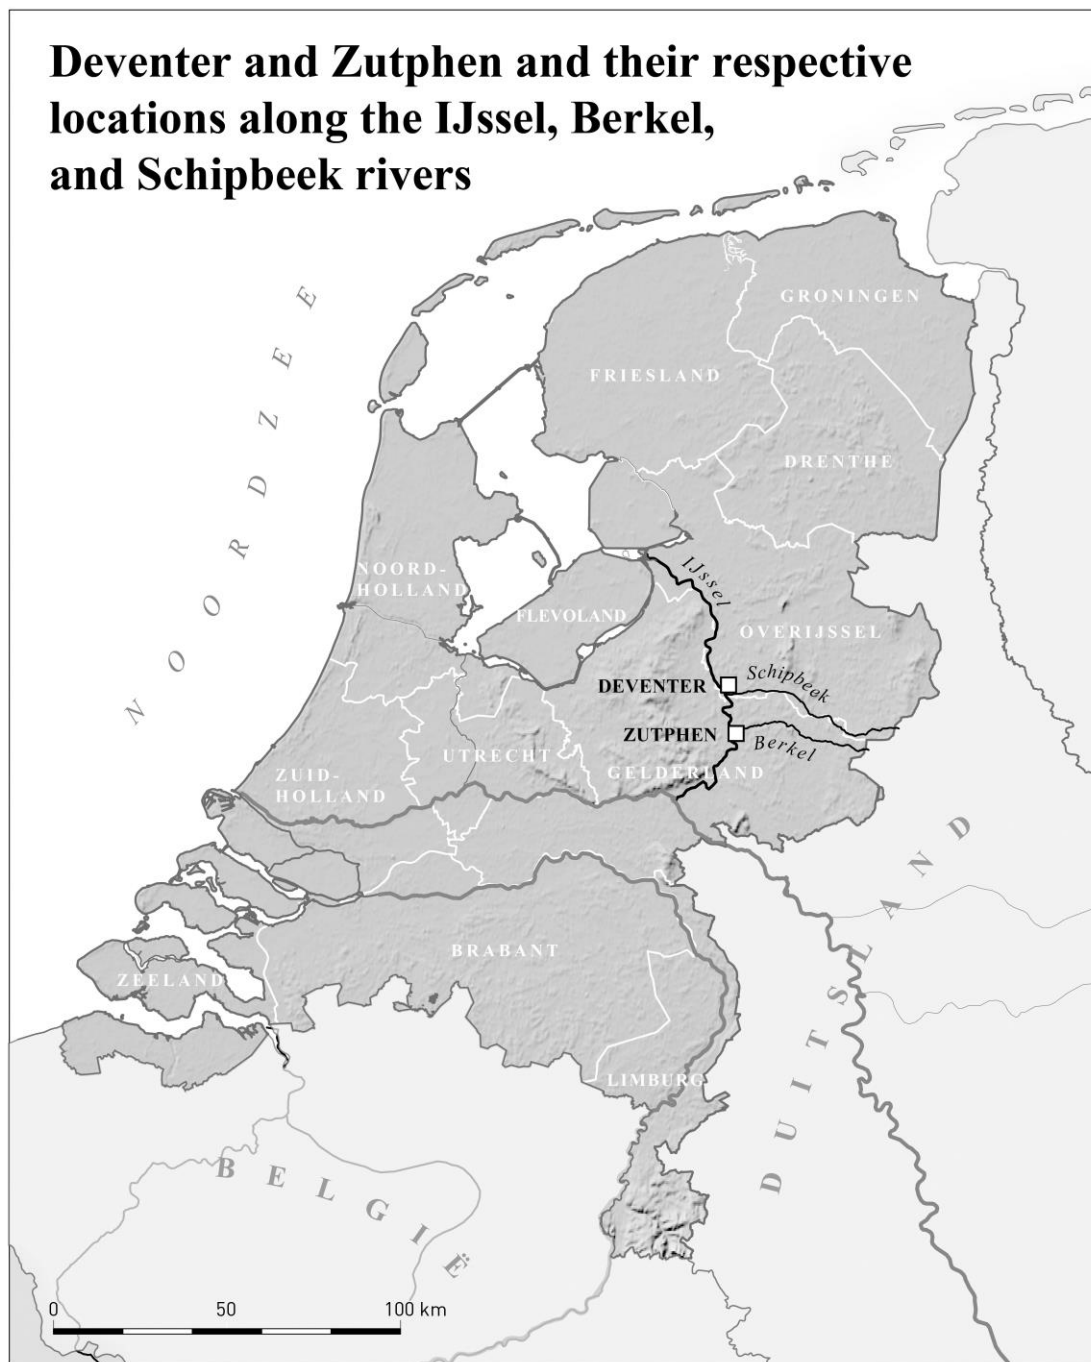 Deventer and Zutphen and their respective
locations along the IJssel, Berkel,
and Schipbeek rivers
NOORDZEE
GRONINGEN
FRIESLAND
DRENTHE
NOORD-
HOLLAND
FLEVOLAND
IJssel
OVERIJSSEL
DEVENTER
Schipbeek
ZUTPHEN
Berkel
UTRECHT
GELDERLAND
ZUID-
HOLLAND
DUITSLAND
BRABANT
ZEELAND
LIMBURG
BELGIË
0 50 100 km